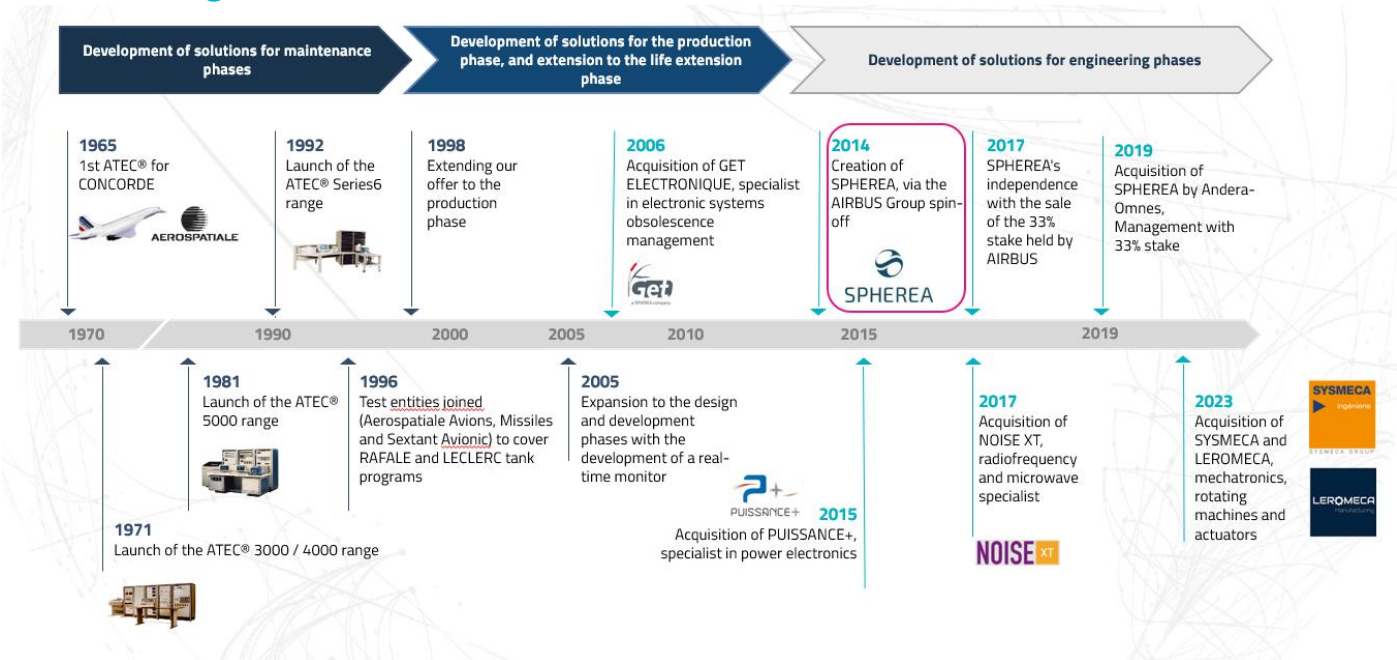 Development of solutions for maintenance
phases
Development of solutions for the production
phase, and extension to the life extension
phase
Development of solutions for engineering phases
1965
1st ATEC® for
CONCORDE
AEROSPATIALE
1992
Launch of the
ATEC® Series6
range
1998
Extending our
offer to the
production
phase
2006
Acquisition of GET
ELECTRONIQUE, specialist
in electronic systems
obsolescence
management
Get
a SPHEREA company
2014
Creation of
SPHEREA, via the
AIRBUS Group spin-
off
SPHEREA
2017
SPHEREA's
independence
with the sale
of the 33%
stake held by
AIRBUS
2019
Acquisition of
SPHEREA by Andera-
Omnes,
Management with
33% stake
1970
1990
2000
2005
2010
2015
2019
1971
Launch of the ATEC® 3000 / 4000 range
1981
Launch of the ATEC®
5000 range
1996
Test entities joined
(Aerospatiale Avions, Missiles
and Sextant Avionic) to cover
RAFALE and LECLERC tank
programs
2005
Expansion to the design
and development
phases with the
development of a real-
time monitor
PUISSANCE+
2015
Acquisition of PUISSANCE+,
specialist in power electronics
2017
Acquisition of
NOISE XT,
radiofrequency
and microwave
specialist
NOISE XT
2023
Acquisition of
SYSMECA and
LEROMECA,
mechatronics,
rotating
machines and
actuators
SYSMECA
ingénierie
SYSMECA GROUP
LEROMECA
Manufacturing